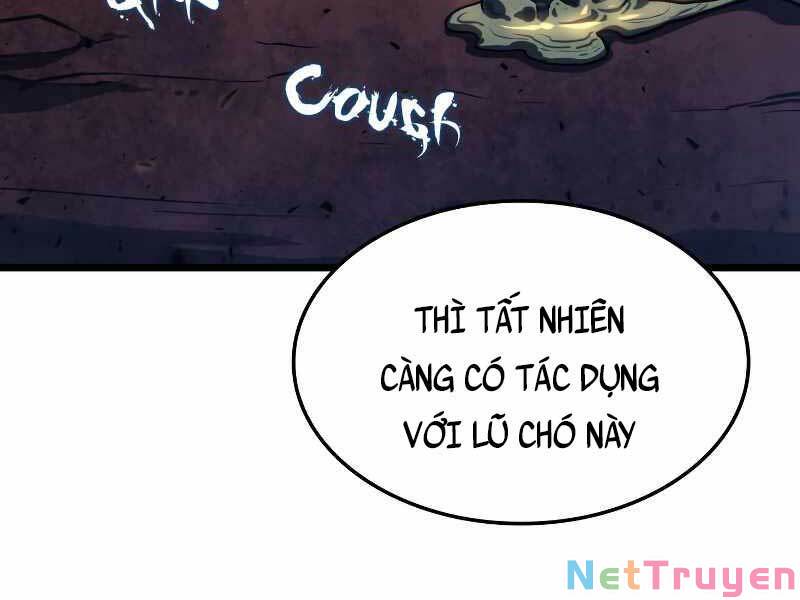 COUGH
THÌ TẤT NHIÊN
CÀNG CÓ TÁC DỤNG
VỚI LŨ CHÓ NÀY
NetTruyen